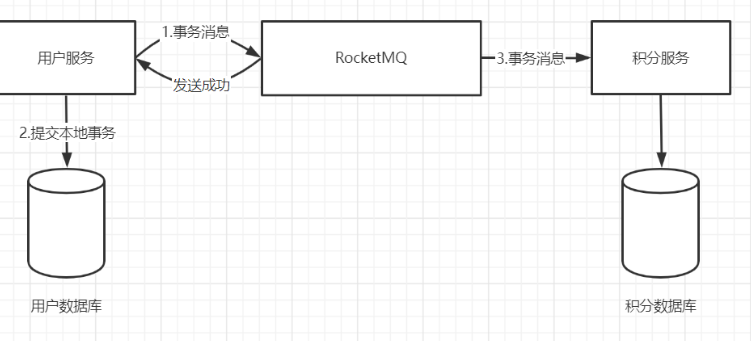 1.事务消息
用户服务
RocketMQ
3.事务消息
积分服务
发送成功
2.提交本地事务
用户数据库
积分数据库